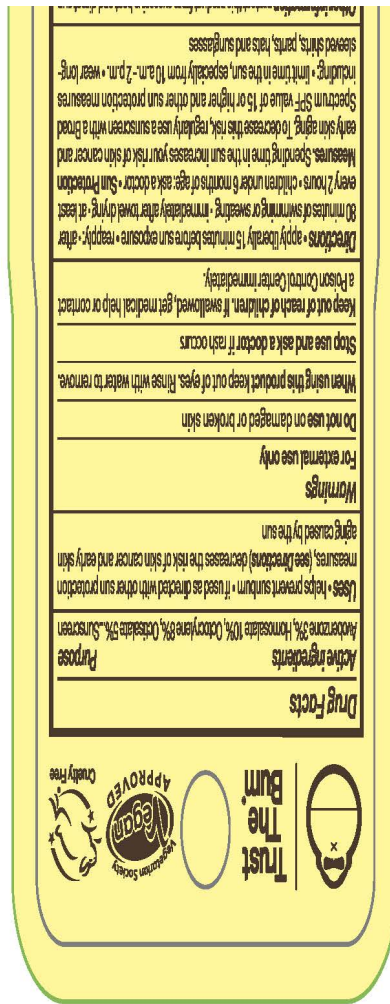 Trust
The
Bum.
Vegetarian Society
Vegan
APPROVED
Cruelty Free
Drug Facts
Active ingredients Purpose
Avobenzone 3%, Homosalate 10%, Octocrylene 8%, Octisalate 5%...Sunscreen
Uses • helps prevent sunburn • if used as directed with other sun protection
measures, (see Directions) decreases the risk of skin cancer and early skin
aging caused by the sun
Warnings
For external use only
Do not use on damaged or broken skin
When using this product keep out of eyes. Rinse with water to remove.
Stop use and ask a doctor if rash occurs
Keep out of reach of children. If swallowed, get medical help or contact
a Poison Control Center immediately.
Directions • apply liberally 15 minutes before sun exposure • reapply: • after
80 minutes of swimming or sweating • immediately after towel drying • at least
every 2 hours • children under 6 months of age: ask a doctor • Sun Protection
Measures. Spending time in the sun increases your risk of skin cancer and
early skin aging. To decrease this risk, regularly use a sunscreen with a Broad
Spectrum SPF value of 15 or higher and other sun protection measures
including: • limit time in the sun, especially from 10 a.m. – 2 p.m. • wear long-
sleeved shirts, pants, hats and sunglasses
Other information